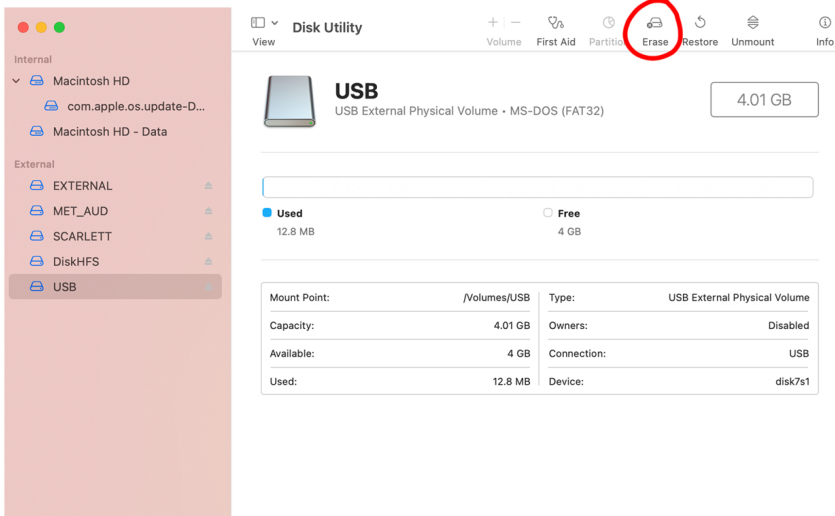 Disk Utility
View
Volume
First Aid
Partitio
Erase
Restore
Unmount
Info
Internal
Macintosh HD
com.apple.os.update-D...
Macintosh HD - Data
External
EXTERNAL
MET_AUD
SCARLETT
DiskHFS
USB
USB
USB External Physical Volume • MS-DOS (FAT32)
4.01 GB
Used
12.8 MB
Free
4 GB
Mount Point: /Volumes/USB
Capacity: 4.01 GB
Available: 4 GB
Used: 12.8 MB
Type: USB External Physical Volume
Owners: Disabled
Connection: USB
Device: disk7s1